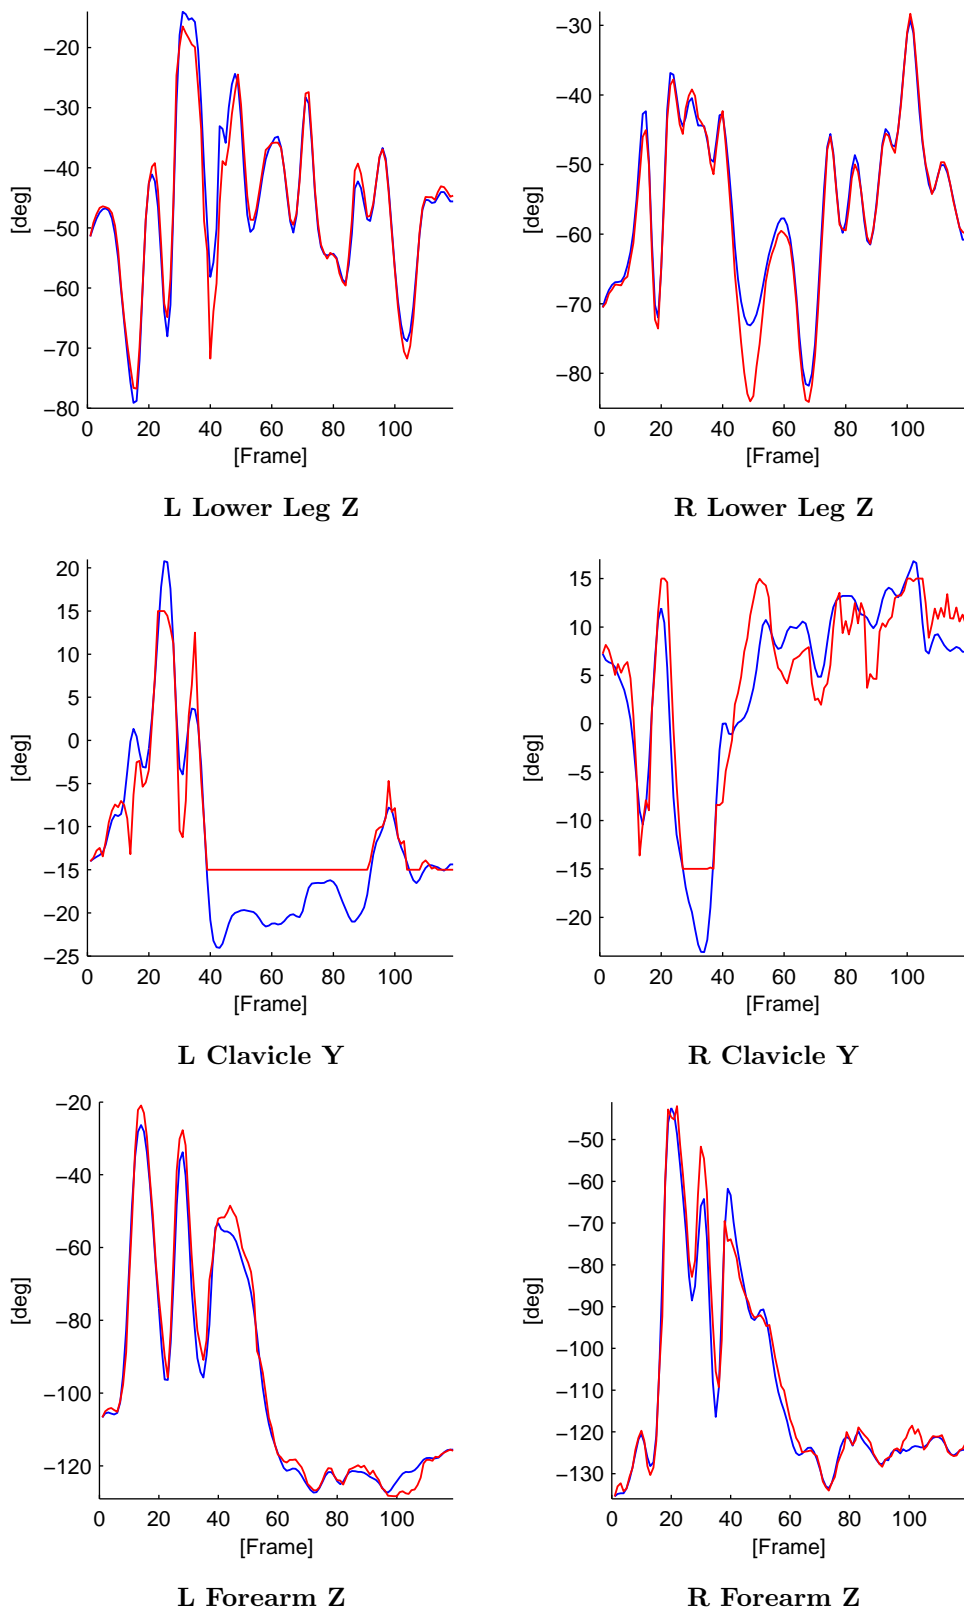 −20
−30
−40
−50
−60
−70
−80
[deg]
0 20 40 60 80 100
[Frame]
L Lower Leg Z
−30
−40
−50
−60
−70
−80
[deg]
0 20 40 60 80 100
[Frame]
R Lower Leg Z
20
15
10
5
0
−5
−10
−15
−20
−25
[deg]
0 20 40 60 80 100
[Frame]
L Clavicle Y
15
10
5
0
−5
−10
−15
−20
[deg]
0 20 40 60 80 100
[Frame]
R Clavicle Y
−20
−40
−60
−80
−100
−120
[deg]
0 20 40 60 80 100
[Frame]
L Forearm Z
−50
−60
−70
−80
−90
−100
−110
−120
−130
[deg]
0 20 40 60 80 100
[Frame]
R Forearm Z